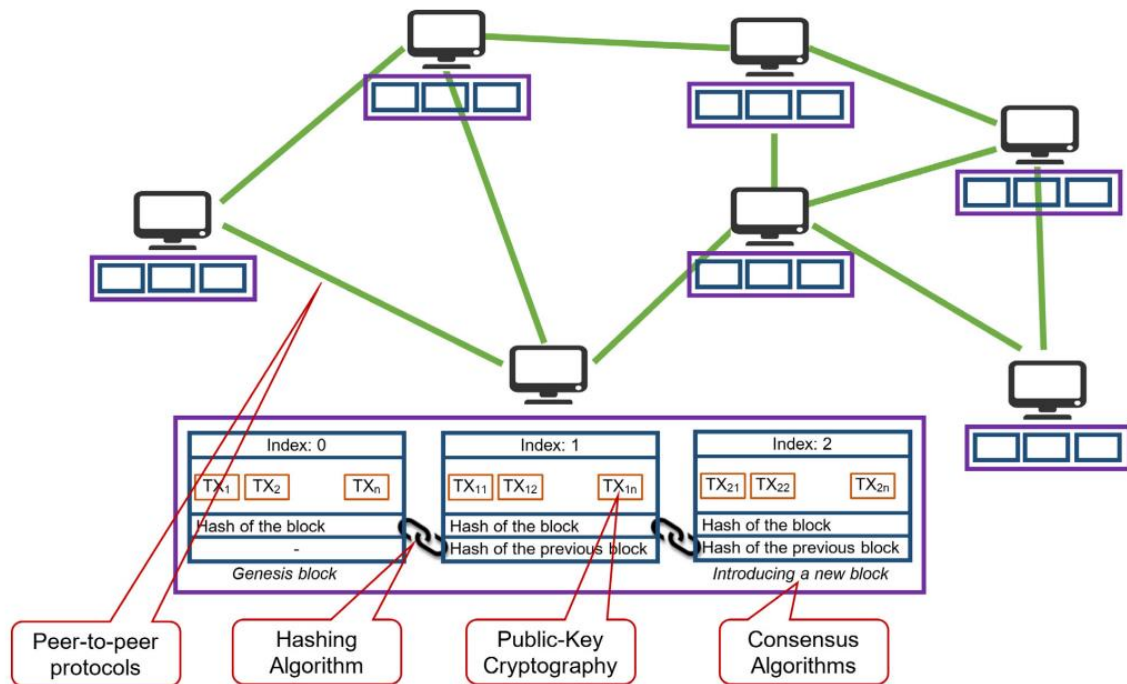 Index: 0
Index: 1
Index: 2
TX₁ TX₂ TXₙ
TX₁₁ TX₁₂ TX₁ₙ
TX₂₁ TX₂₂ TX₂ₙ
Hash of the block
Hash of the block
Hash of the block
-
Hash of the previous block
Hash of the previous block
Genesis block
Introducing a new block
Peer-to-peer
protocols
Hashing
Algorithm
Public-Key
Cryptography
Consensus
Algorithms